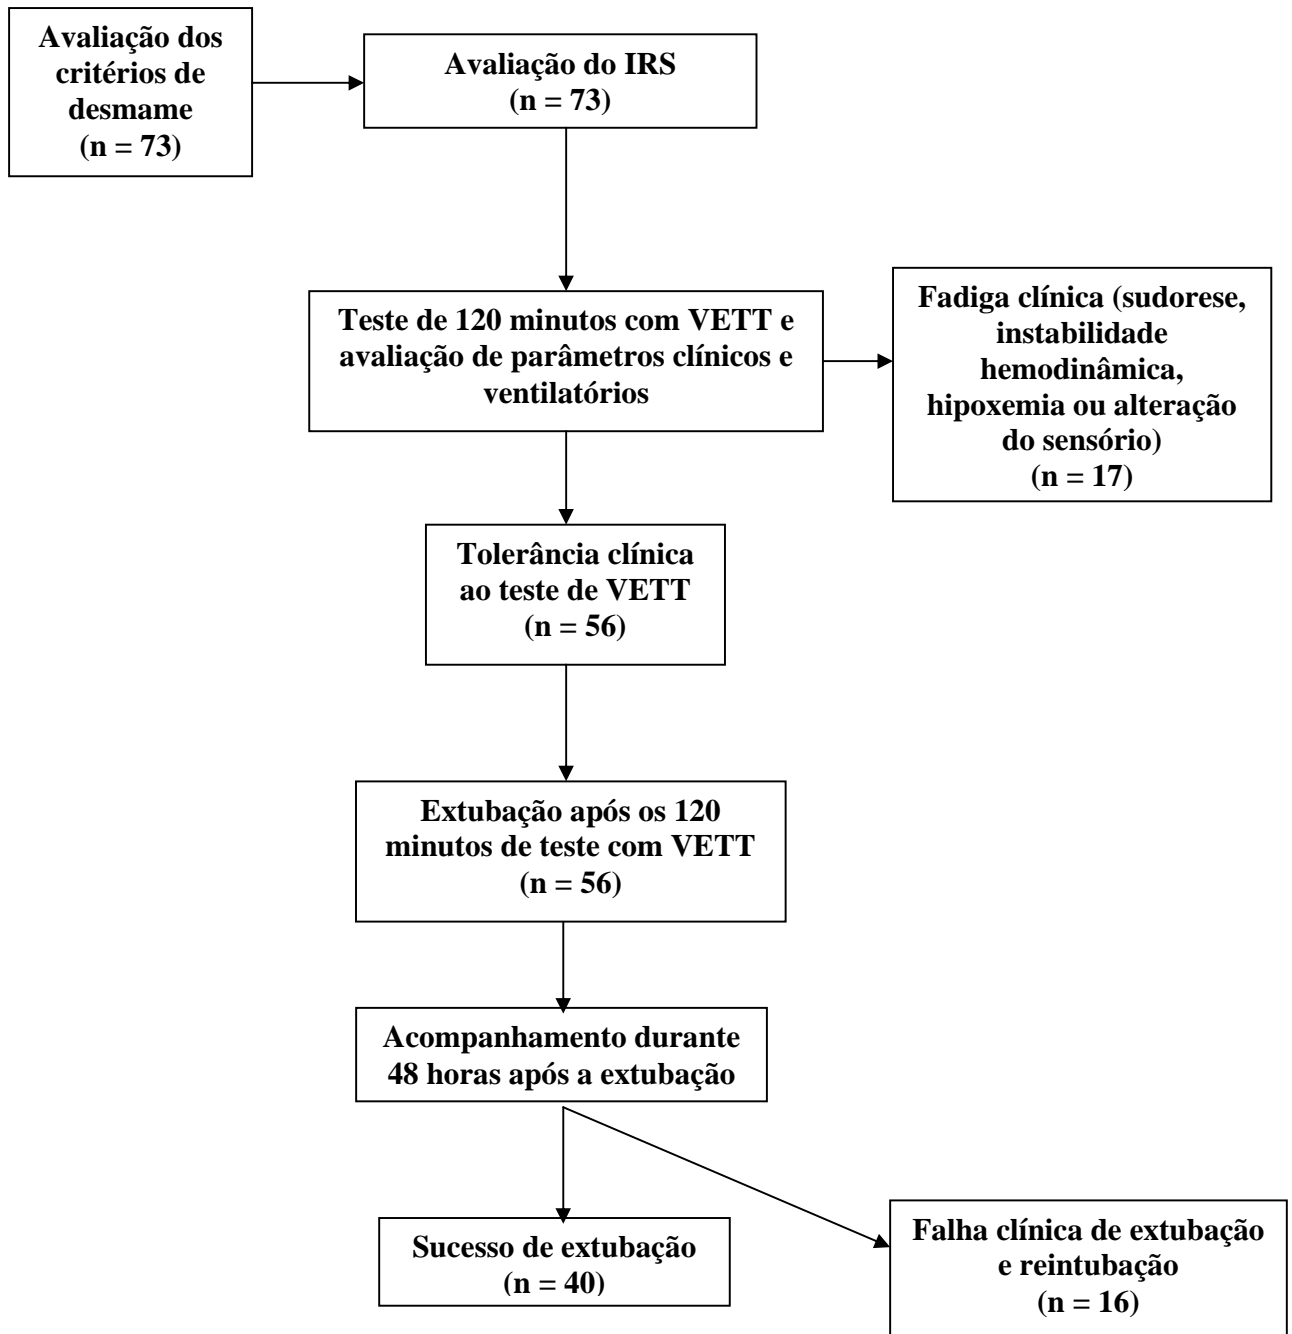 Avaliação dos
critérios de
desmame
(n = 73)
Avaliação do IRS
(n = 73)
Teste de 120 minutos com VETT e
avaliação de parâmetros clínicos e
ventilatórios
Fadiga clínica (sudorese,
instabilidade
hemodinâmica,
hipoxemia ou alteração
do sensório)
(n = 17)
Tolerância clínica
ao teste de VETT
(n = 56)
Extubação após os 120
minutos de teste com VETT
(n = 56)
Acompanhamento durante
48 horas após a extubação
Sucesso de extubação
(n = 40)
Falha clínica de extubação
e reintubação
(n = 16)